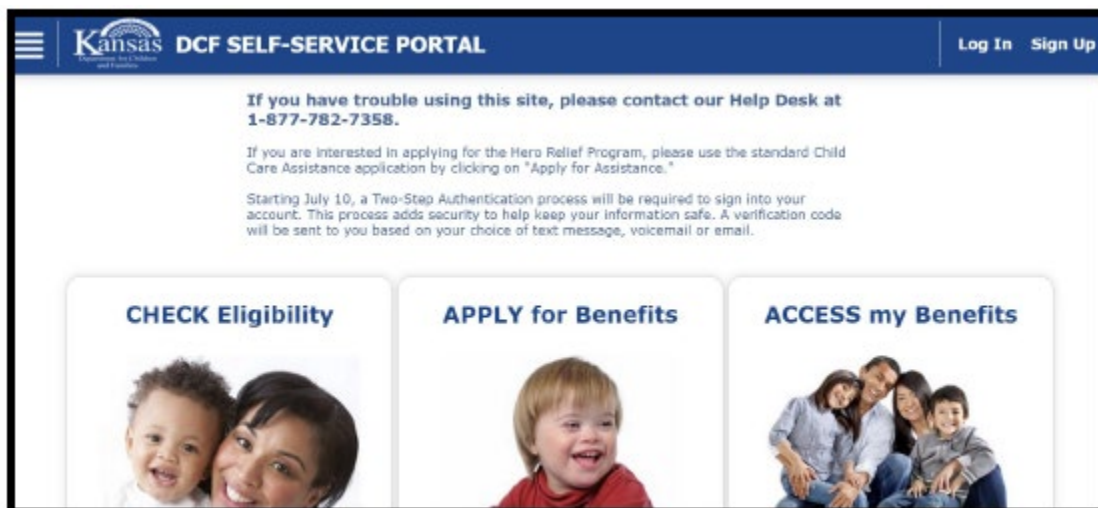 Kansas
Department for Children
and Families
DCF SELF-SERVICE PORTAL
Log In Sign Up
If you have trouble using this site, please contact our Help Desk at
1-877-782-7358.
If you are interested in applying for the Hero Relief Program, please use the standard Child
Care Assistance application by clicking on "Apply for Assistance."
Starting July 10, a Two-Step Authentication process will be required to sign into your
account. This process adds security to help keep your information safe. A verification code
will be sent to you based on your choice of text message, voicemail or email.
CHECK Eligibility
APPLY for Benefits
ACCESS my Benefits